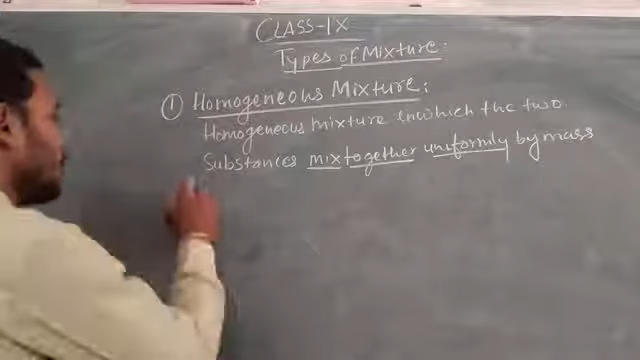 CLASS-IX
Types of Mixture:
① Homogeneous Mixture:
Homogeneous mixture in which the two
Substances mix together uniformly by mass